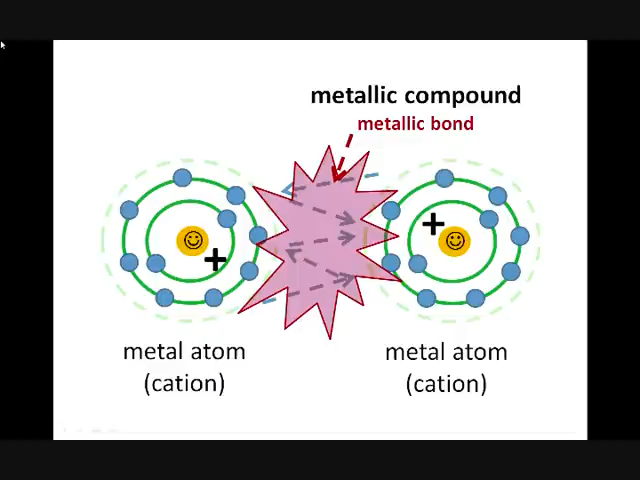 metallic compound
metallic bond
+
+
metal atom
(cation)
metal atom
(cation)